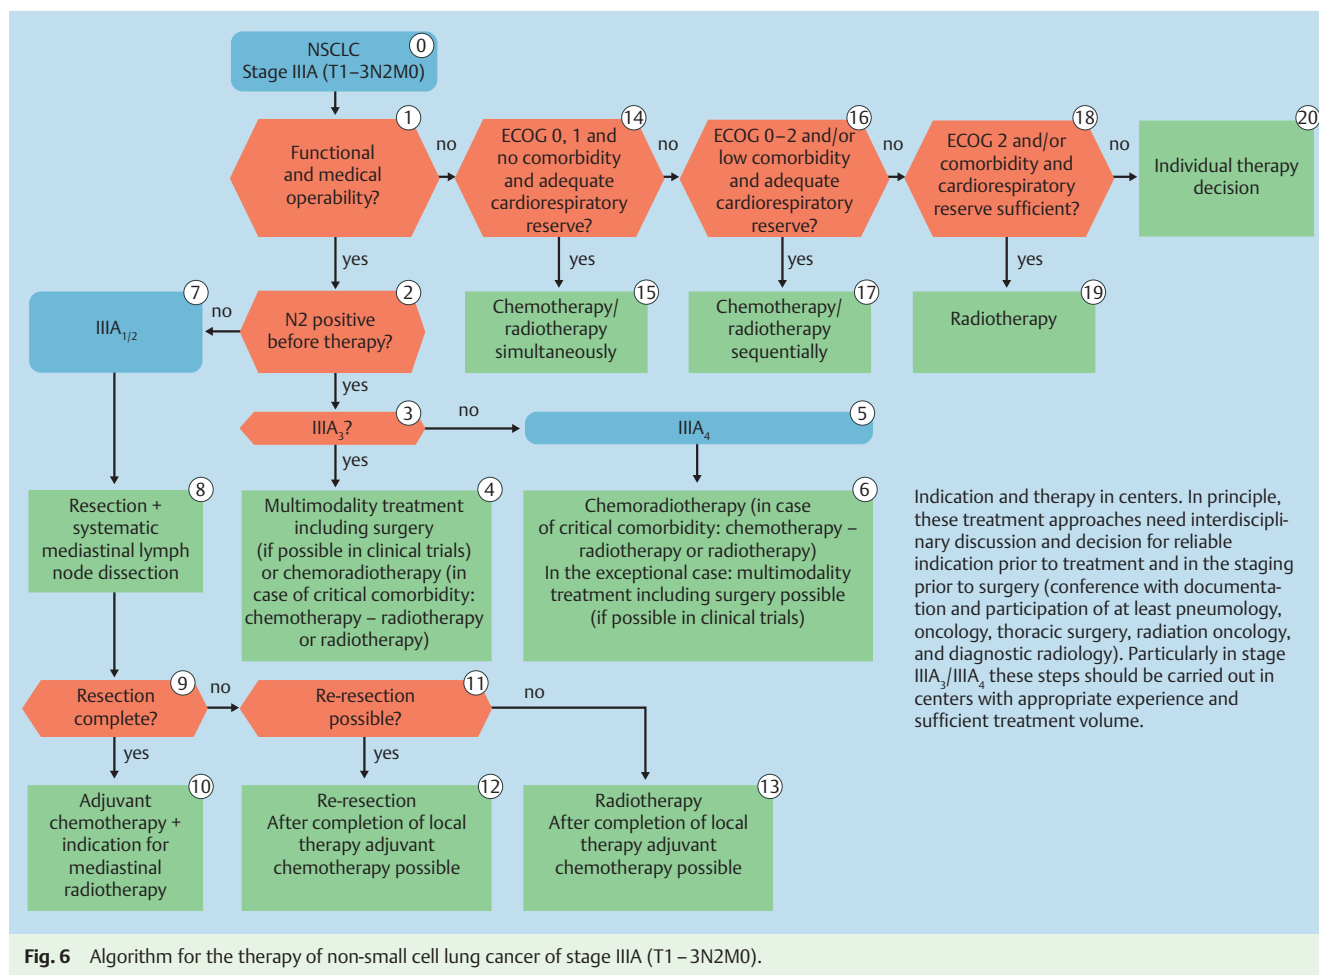 0
NSCLC
Stage IIIA (T1–3N2M0)
1
Functional
and medical
operability?
no
14
ECOG 0, 1 and
no comorbidity
and adequate
cardiorespiratory
reserve?
no
16
ECOG 0–2 and/or
low comorbidity
and adequate
cardiorespiratory
reserve?
no
18
ECOG 2 and/or
comorbidity and
cardiorespiratory
reserve sufficient?
no
20
Individual therapy
decision
yes
yes
yes
yes
7
IIIA1/2
no
2
N2 positive
before therapy?
15
Chemotherapy/
radiotherapy
simultaneously
17
Chemotherapy/
radiotherapy
sequentially
19
Radiotherapy
yes
3
IIIA3?
no
5
IIIA4
yes
8
Resection +
systematic
mediastinal lymph
node dissection
4
Multimodality treatment
including surgery
(if possible in clinical trials)
or chemoradiotherapy (in
case of critical comorbidity:
chemotherapy – radiotherapy
or radiotherapy)
6
Chemoradiotherapy (in case
of critical comorbidity: chemotherapy –
radiotherapy or radiotherapy)
In the exceptional case: multimodality
treatment including surgery possible
(if possible in clinical trials)
Indication and therapy in centers. In principle,
these treatment approaches need interdiscipli-
nary discussion and decision for reliable
indication prior to treatment and in the staging
prior to surgery (conference with documenta-
tion and participation of at least pneumology,
oncology, thoracic surgery, radiation oncology,
and diagnostic radiology). Particularly in stage
IIIA3/IIIA4 these steps should be carried out in
centers with appropriate experience and
sufficient treatment volume.
9
Resection
complete?
no
11
Re-resection
possible?
no
yes
yes
10
Adjuvant
chemotherapy +
indication for
mediastinal
radiotherapy
12
Re-resection
After completion of local
therapy adjuvant
chemotherapy possible
13
Radiotherapy
After completion of local
therapy adjuvant
chemotherapy possible
Fig. 6 Algorithm for the therapy of non-small cell lung cancer of stage IIIA (T1–3N2M0).